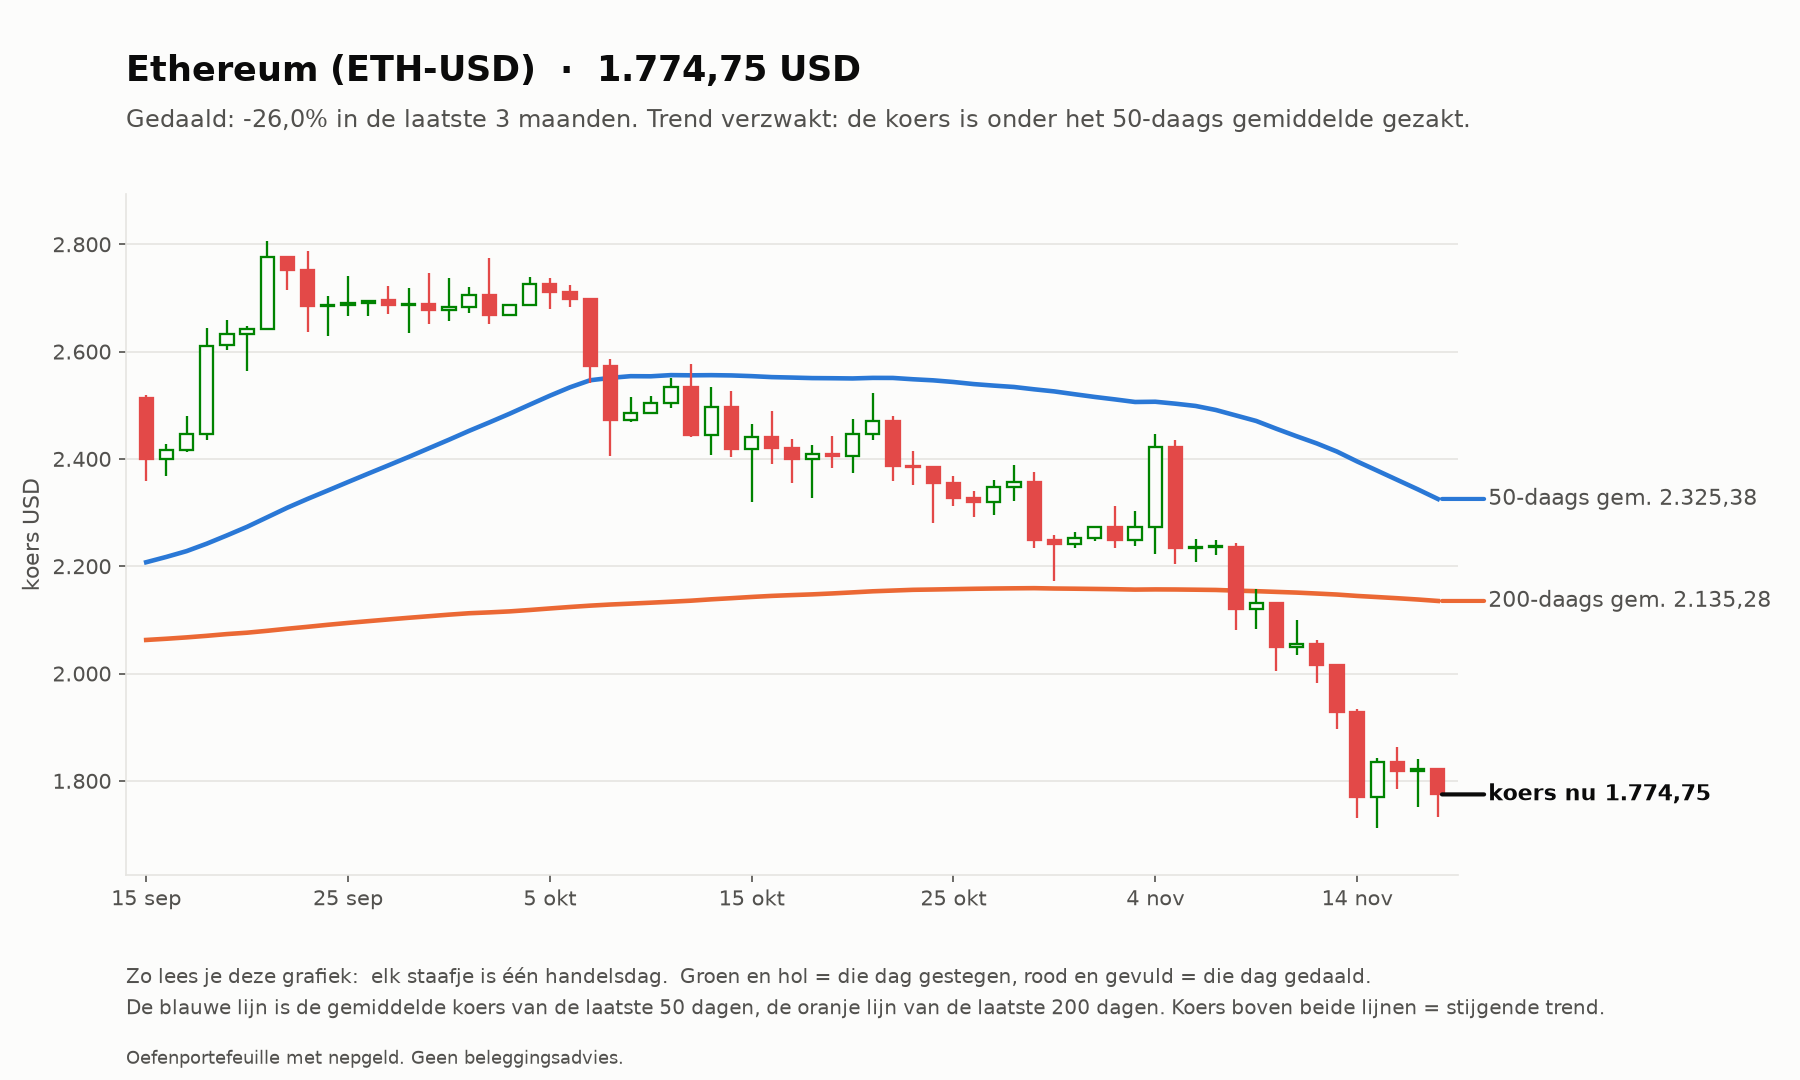 Ethereum (ETH-USD) · 1.774,75 USD
Gedaald: -26,0% in de laatste 3 maanden. Trend verzwakt: de koers is onder het 50-daags gemiddelde gezakt.
koers USD
2.800
2.600
2.400
2.200
2.000
1.800
50-daags gem. 2.325,38
200-daags gem. 2.135,28
koers nu 1.774,75
15 sep
25 sep
5 okt
15 okt
25 okt
4 nov
14 nov
Zo lees je deze grafiek: elk staafje is één handelsdag. Groen en hol = die dag gestegen, rood en gevuld = die dag gedaald.
De blauwe lijn is de gemiddelde koers van de laatste 50 dagen, de oranje lijn van de laatste 200 dagen. Koers boven beide lijnen = stijgende trend.
Oefenportefeuille met nepgeld. Geen beleggingsadvies.